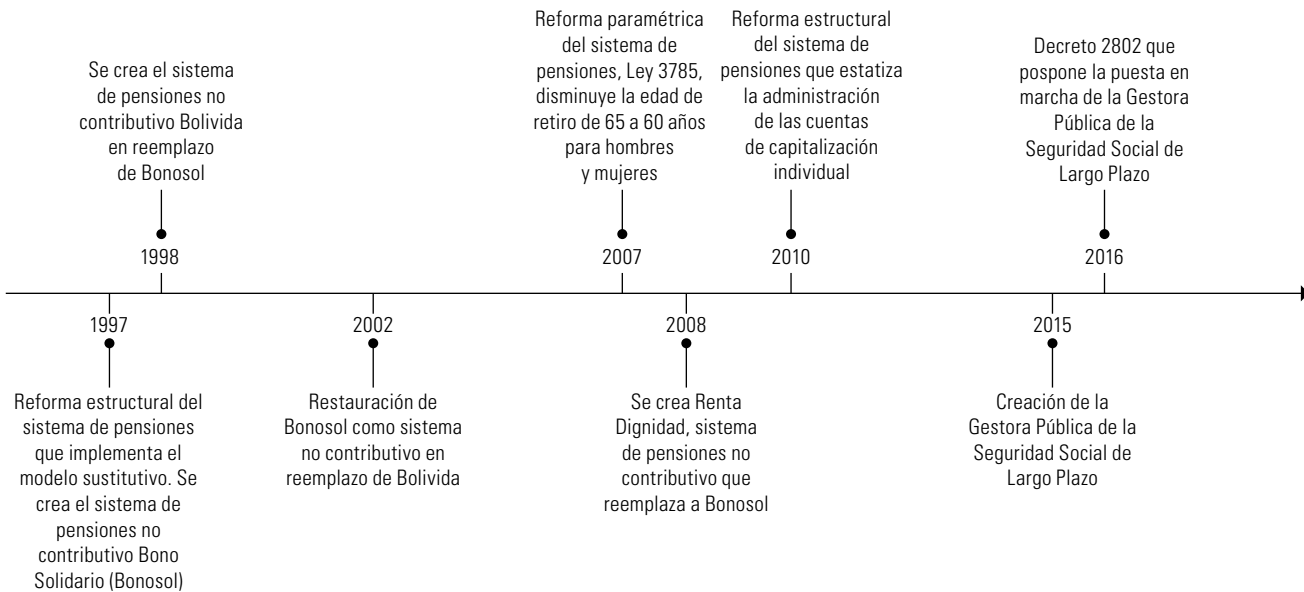 Se crea el sistema
de pensiones no
contributivo Bolivida
en reemplazo
de Bonosol
1998
Reforma paramétrica
del sistema de
pensiones, Ley 3785,
disminuye la edad de
retiro de 65 a 60 años
para hombres
y mujeres
2007
Reforma estructural
del sistema de
pensiones que estatiza
la administración
de las cuentas
de capitalización
individual
2010
Decreto 2802 que
pospone la puesta en
marcha de la Gestora
Pública de la
Seguridad Social de
Largo Plazo
2016
1997
Reforma estructural del
sistema de pensiones
que implementa el
modelo sustitutivo. Se
crea el sistema de
pensiones no
contributivo Bono
Solidario (Bonosol)
2002
Restauración de
Bonosol como sistema
no contributivo en
reemplazo de Bolivida
2008
Se crea Renta
Dignidad, sistema
de pensiones no
contributivo que
reemplaza a Bonosol
2015
Creación de la
Gestora Pública de la
Seguridad Social de
Largo Plazo